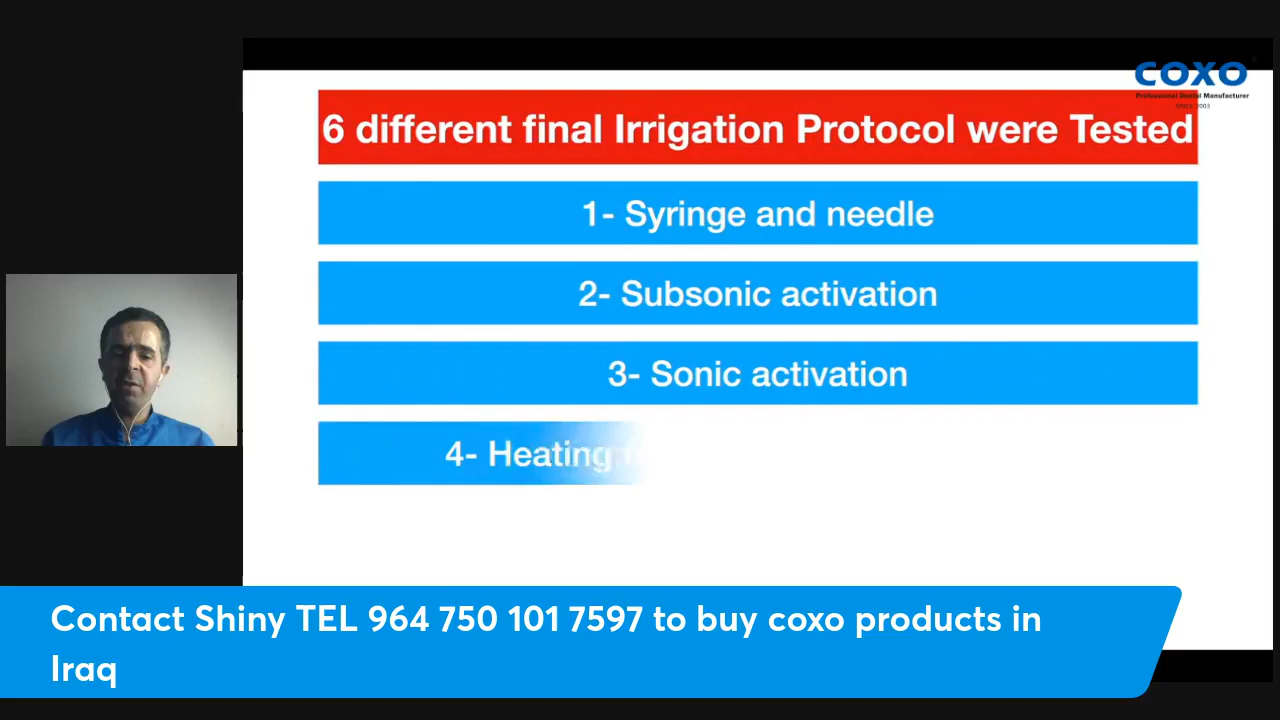 COXO
Professional Dental Manufacturer
SINCE 2003
6 different final Irrigation Protocol were Tested
1- Syringe and needle
2- Subsonic activation
3- Sonic activation
4- Heating
Contact Shiny TEL 964 750 101 7597 to buy coxo products in
Iraq